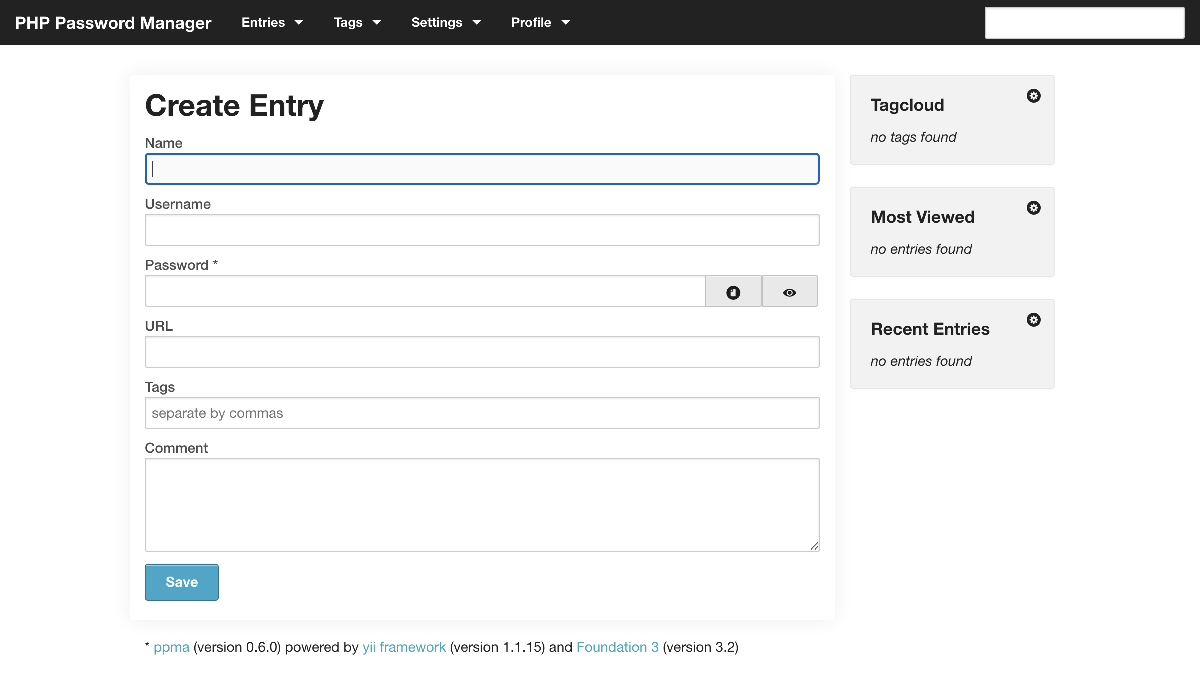 PHP Password Manager Entries Tags Settings Profile
Create Entry
Name
Username
Password *
URL
Tags
separate by commas
Comment
Save
Tagcloud
no tags found
Most Viewed
no entries found
Recent Entries
no entries found
* ppma (version 0.6.0) powered by yii framework (version 1.1.15) and Foundation 3 (version 3.2)